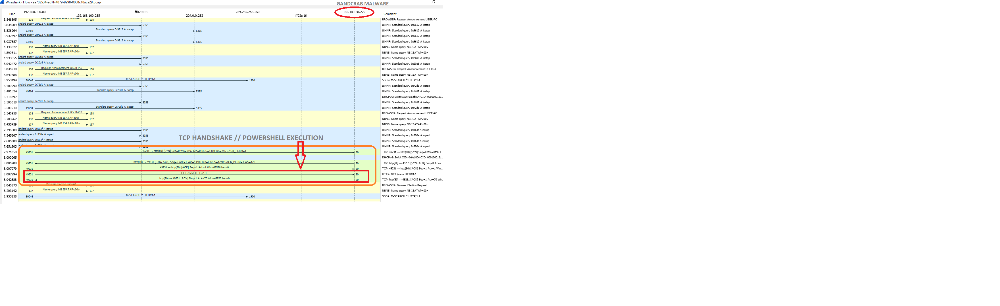 Wireshark · Flow · aa782534-ed7f-4879-9998-00c8c18aca29.pcap
GANDCRAB MALWARE
Time 192.168.100.80 192.168.100.255 ff02::1:3 224.0.0.252 239.255.255.250 ff02::16 185.189.58.222 Comment
3.546895 138 Request Announcement USER-PC 138 BROWSER: Request Announcement USER-PC
3.835909 andard query 0x9612 A isatap 5355 LLMNR: Standard query 0x9612 A isatap
3.836264 53759 Standard query 0x9612 A isatap 5355 LLMNR: Standard query 0x9612 A isatap
3.937497 andard query 0x9612 A isatap 5355 LLMNR: Standard query 0x9612 A isatap
3.937657 53759 Standard query 0x9612 A isatap 5355 LLMNR: Standard query 0x9612 A isatap
4.140822 137 Name query NB ISATAP<00> 137 NBNS: Name query NB ISATAP<00>
4.890611 137 Name query NB ISATAP<00> 137 NBNS: Name query NB ISATAP<00>
4.933555 andard query 0x20a8 A isatap 5355 LLMNR: Standard query 0x20a8 A isatap
5.042472 andard query 0x20a8 A isatap 5355 LLMNR: Standard query 0x20a8 A isatap
5.046919 138 Request Announcement USER-PC 138 BROWSER: Request Announcement USER-PC
5.640588 137 Name query NB ISATAP<00> 137 NBNS: Name query NB ISATAP<00>
5.953494 50046 M-SEARCH * HTTP/1.1 1900 SSDP: M-SEARCH * HTTP/1.1
6.400990 andard query 0x72d1 A isatap 5355 LLMNR: Standard query 0x72d1 A isatap
6.401324 49794 Standard query 0x72d1 A isatap 5355 LLMNR: Standard query 0x72d1 A isatap
6.418497 DHCPv6: Solicit XID: 0x6eb804 CID: 0001000121...
6.500018 andard query 0x72d1 A isatap 5355 LLMNR: Standard query 0x72d1 A isatap
6.500210 49794 Standard query 0x72d1 A isatap 5355 LLMNR: Standard query 0x72d1 A isatap
6.546958 138 Request Announcement USER-PC 138 BROWSER: Request Announcement USER-PC
6.703262 137 Name query NB ISATAP<00> 137 NBNS: Name query NB ISATAP<00>
7.453459 137 Name query NB ISATAP<00> 137 NBNS: Name query NB ISATAP<00>
7.496500 andard query 0x163f A isatap 5355 LLMNR: Standard query 0x163f A isatap
7.545667 andard query 0x390e A wpad 5355 LLMNR: Standard query 0x390e A wpad
TCP HANDSHAKE // POWERSHELL EXECUTION
7.605000 andard query 0x163f A isatap 5355 LLMNR: Standard query 0x163f A isatap
7.651903 andard query 0x390e A wpad 5355 LLMNR: Standard query 0x390e A wpad
7.971058 49231 49231 → http(80) [SYN] Seq=0 Win=8192 Len=0 MSS=1460 WS=256 SACK_PERM=1 80 TCP: 49231 → http(80) [SYN] Seq=0 Win=8192 L...
8.000065 DHCPv6: Solicit XID: 0x6eb804 CID: 0001000121...
8.006908 49231 http(80) → 49231 [SYN, ACK] Seq=0 Ack=1 Win=43400 Len=0 MSS=1240 SACK_PERM=1 WS=128 80 TCP: http(80) → 49231 [SYN, ACK] Seq=0 Ack=...
8.007079 49231 49231 → http(80) [ACK] Seq=1 Ack=1 Win=65536 Len=0 80 TCP: 49231 → http(80) [ACK] Seq=1 Ack=1 Win...
8.007294 49231 GET /x.exe HTTP/1.1 80 HTTP: GET /x.exe HTTP/1.1
8.042688 49231 http(80) → 49231 [ACK] Seq=1 Ack=70 Win=43520 Len=0 80 TCP: http(80) → 49231 [ACK] Seq=1 Ack=70 Win...
8.046873 138 Browser Election Request 138 BROWSER: Browser Election Request
8.203142 137 Name query NB ISATAP<00> 137 NBNS: Name query NB ISATAP<00>
8.953258 50046 M-SEARCH * HTTP/1.1 1900 SSDP: M-SEARCH * HTTP/1.1